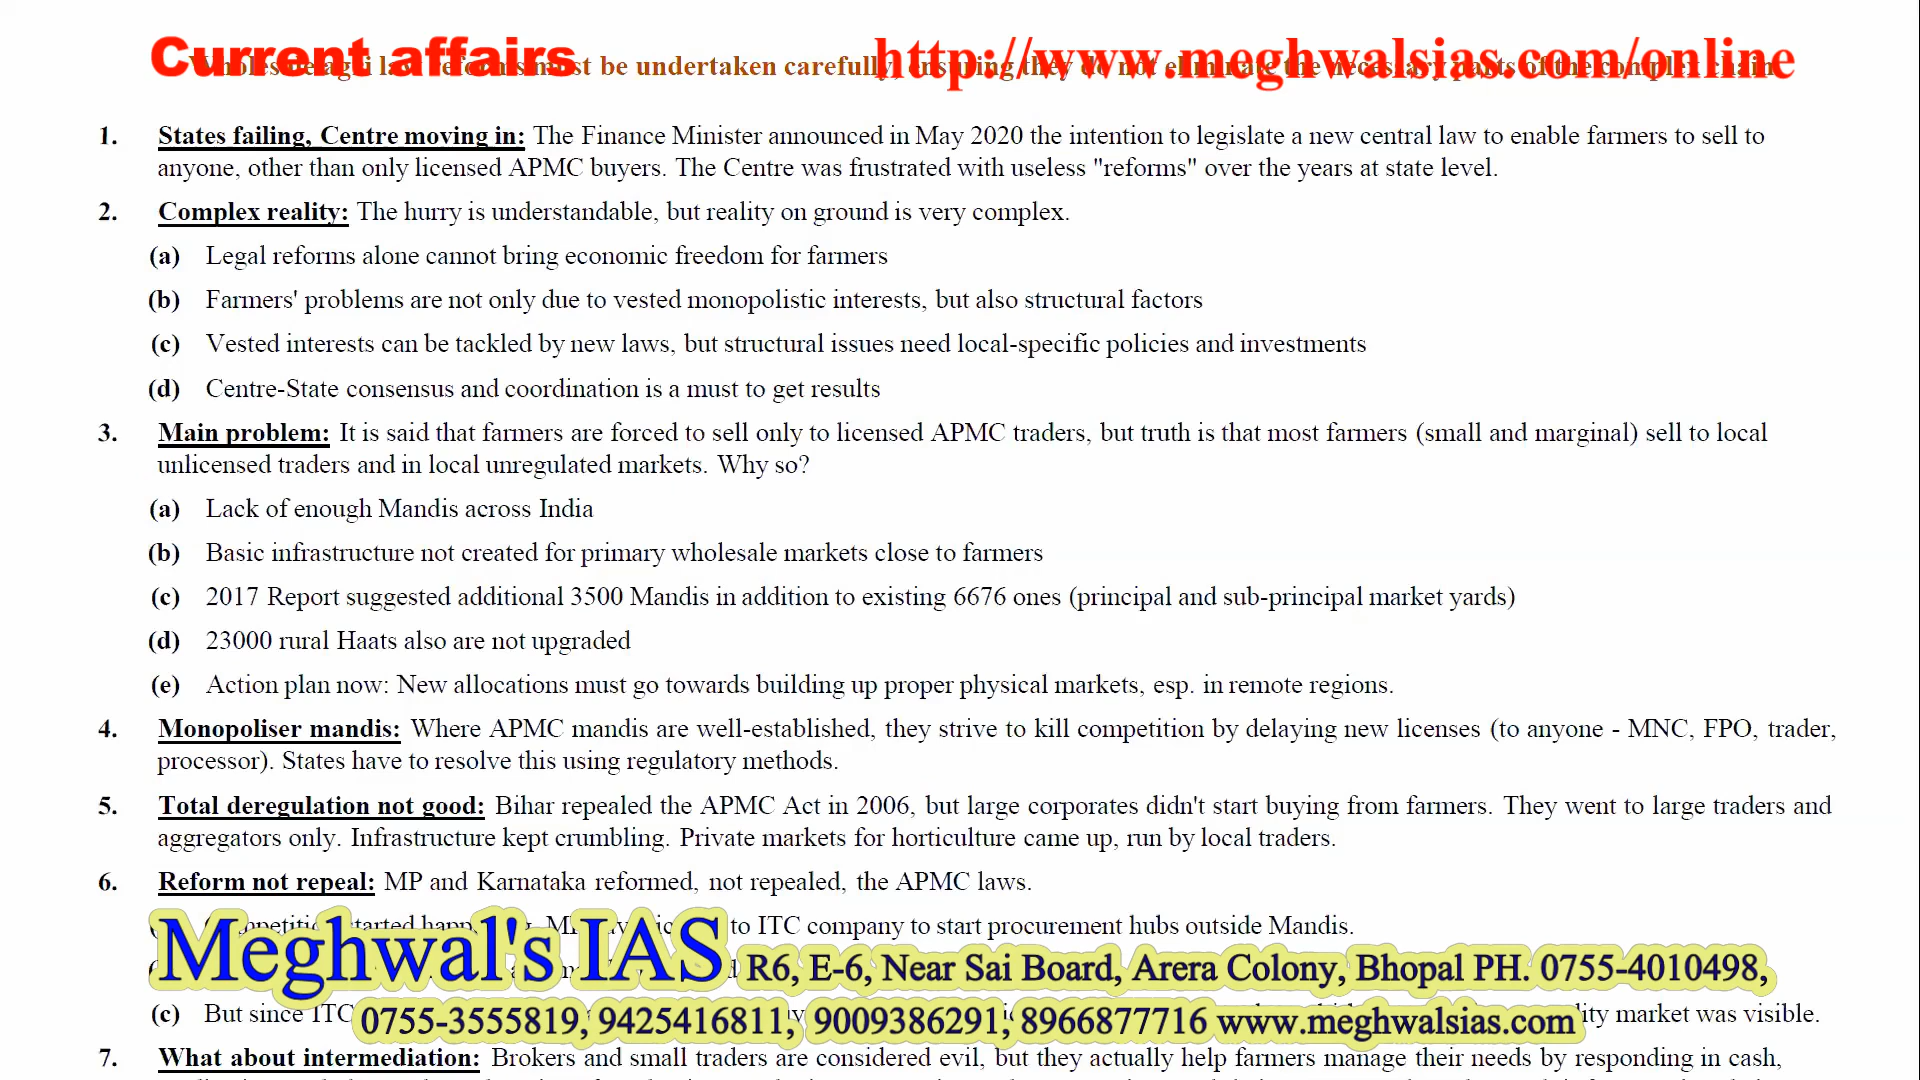 Current affairs
http://www.meghwalsias.com/online
must be undertaken carefully, ensuring they do not eliminate the necessary parts of the complex chain
1. States failing, Centre moving in: The Finance Minister announced in May 2020 the intention to legislate a new central law to enable farmers to sell to
anyone, other than only licensed APMC buyers. The Centre was frustrated with useless "reforms" over the years at state level.
2. Complex reality: The hurry is understandable, but reality on ground is very complex.
(a) Legal reforms alone cannot bring economic freedom for farmers
(b) Farmers' problems are not only due to vested monopolistic interests, but also structural factors
(c) Vested interests can be tackled by new laws, but structural issues need local-specific policies and investments
(d) Centre-State consensus and coordination is a must to get results
3. Main problem: It is said that farmers are forced to sell only to licensed APMC traders, but truth is that most farmers (small and marginal) sell to local
unlicensed traders and in local unregulated markets. Why so?
(a) Lack of enough Mandis across India
(b) Basic infrastructure not created for primary wholesale markets close to farmers
(c) 2017 Report suggested additional 3500 Mandis in addition to existing 6676 ones (principal and sub-principal market yards)
(d) 23000 rural Haats also are not upgraded
(e) Action plan now: New allocations must go towards building up proper physical markets, esp. in remote regions.
4. Monopoliser mandis: Where APMC mandis are well-established, they strive to kill competition by delaying new licenses (to anyone - MNC, FPO, trader,
processor). States have to resolve this using regulatory methods.
5. Total deregulation not good: Bihar repealed the APMC Act in 2006, but large corporates didn't start buying from farmers. They went to large traders and
aggregators only. Infrastructure kept crumbling. Private markets for horticulture came up, run by local traders.
6. Reform not repeal: MP and Karnataka reformed, not repealed, the APMC laws.
to ITC company to start procurement hubs outside Mandis.
Meghwal's IAS R6, E-6, Near Sai Board, Arera Colony, Bhopal PH. 0755-4010498,
0755-3555819, 9425416811, 9009386291, 8966877716 www.meghwalsias.com
(c) But since ITC market was visible.
7. What about intermediation: Brokers and small traders are considered evil, but they actually help farmers manage their needs by responding in cash,